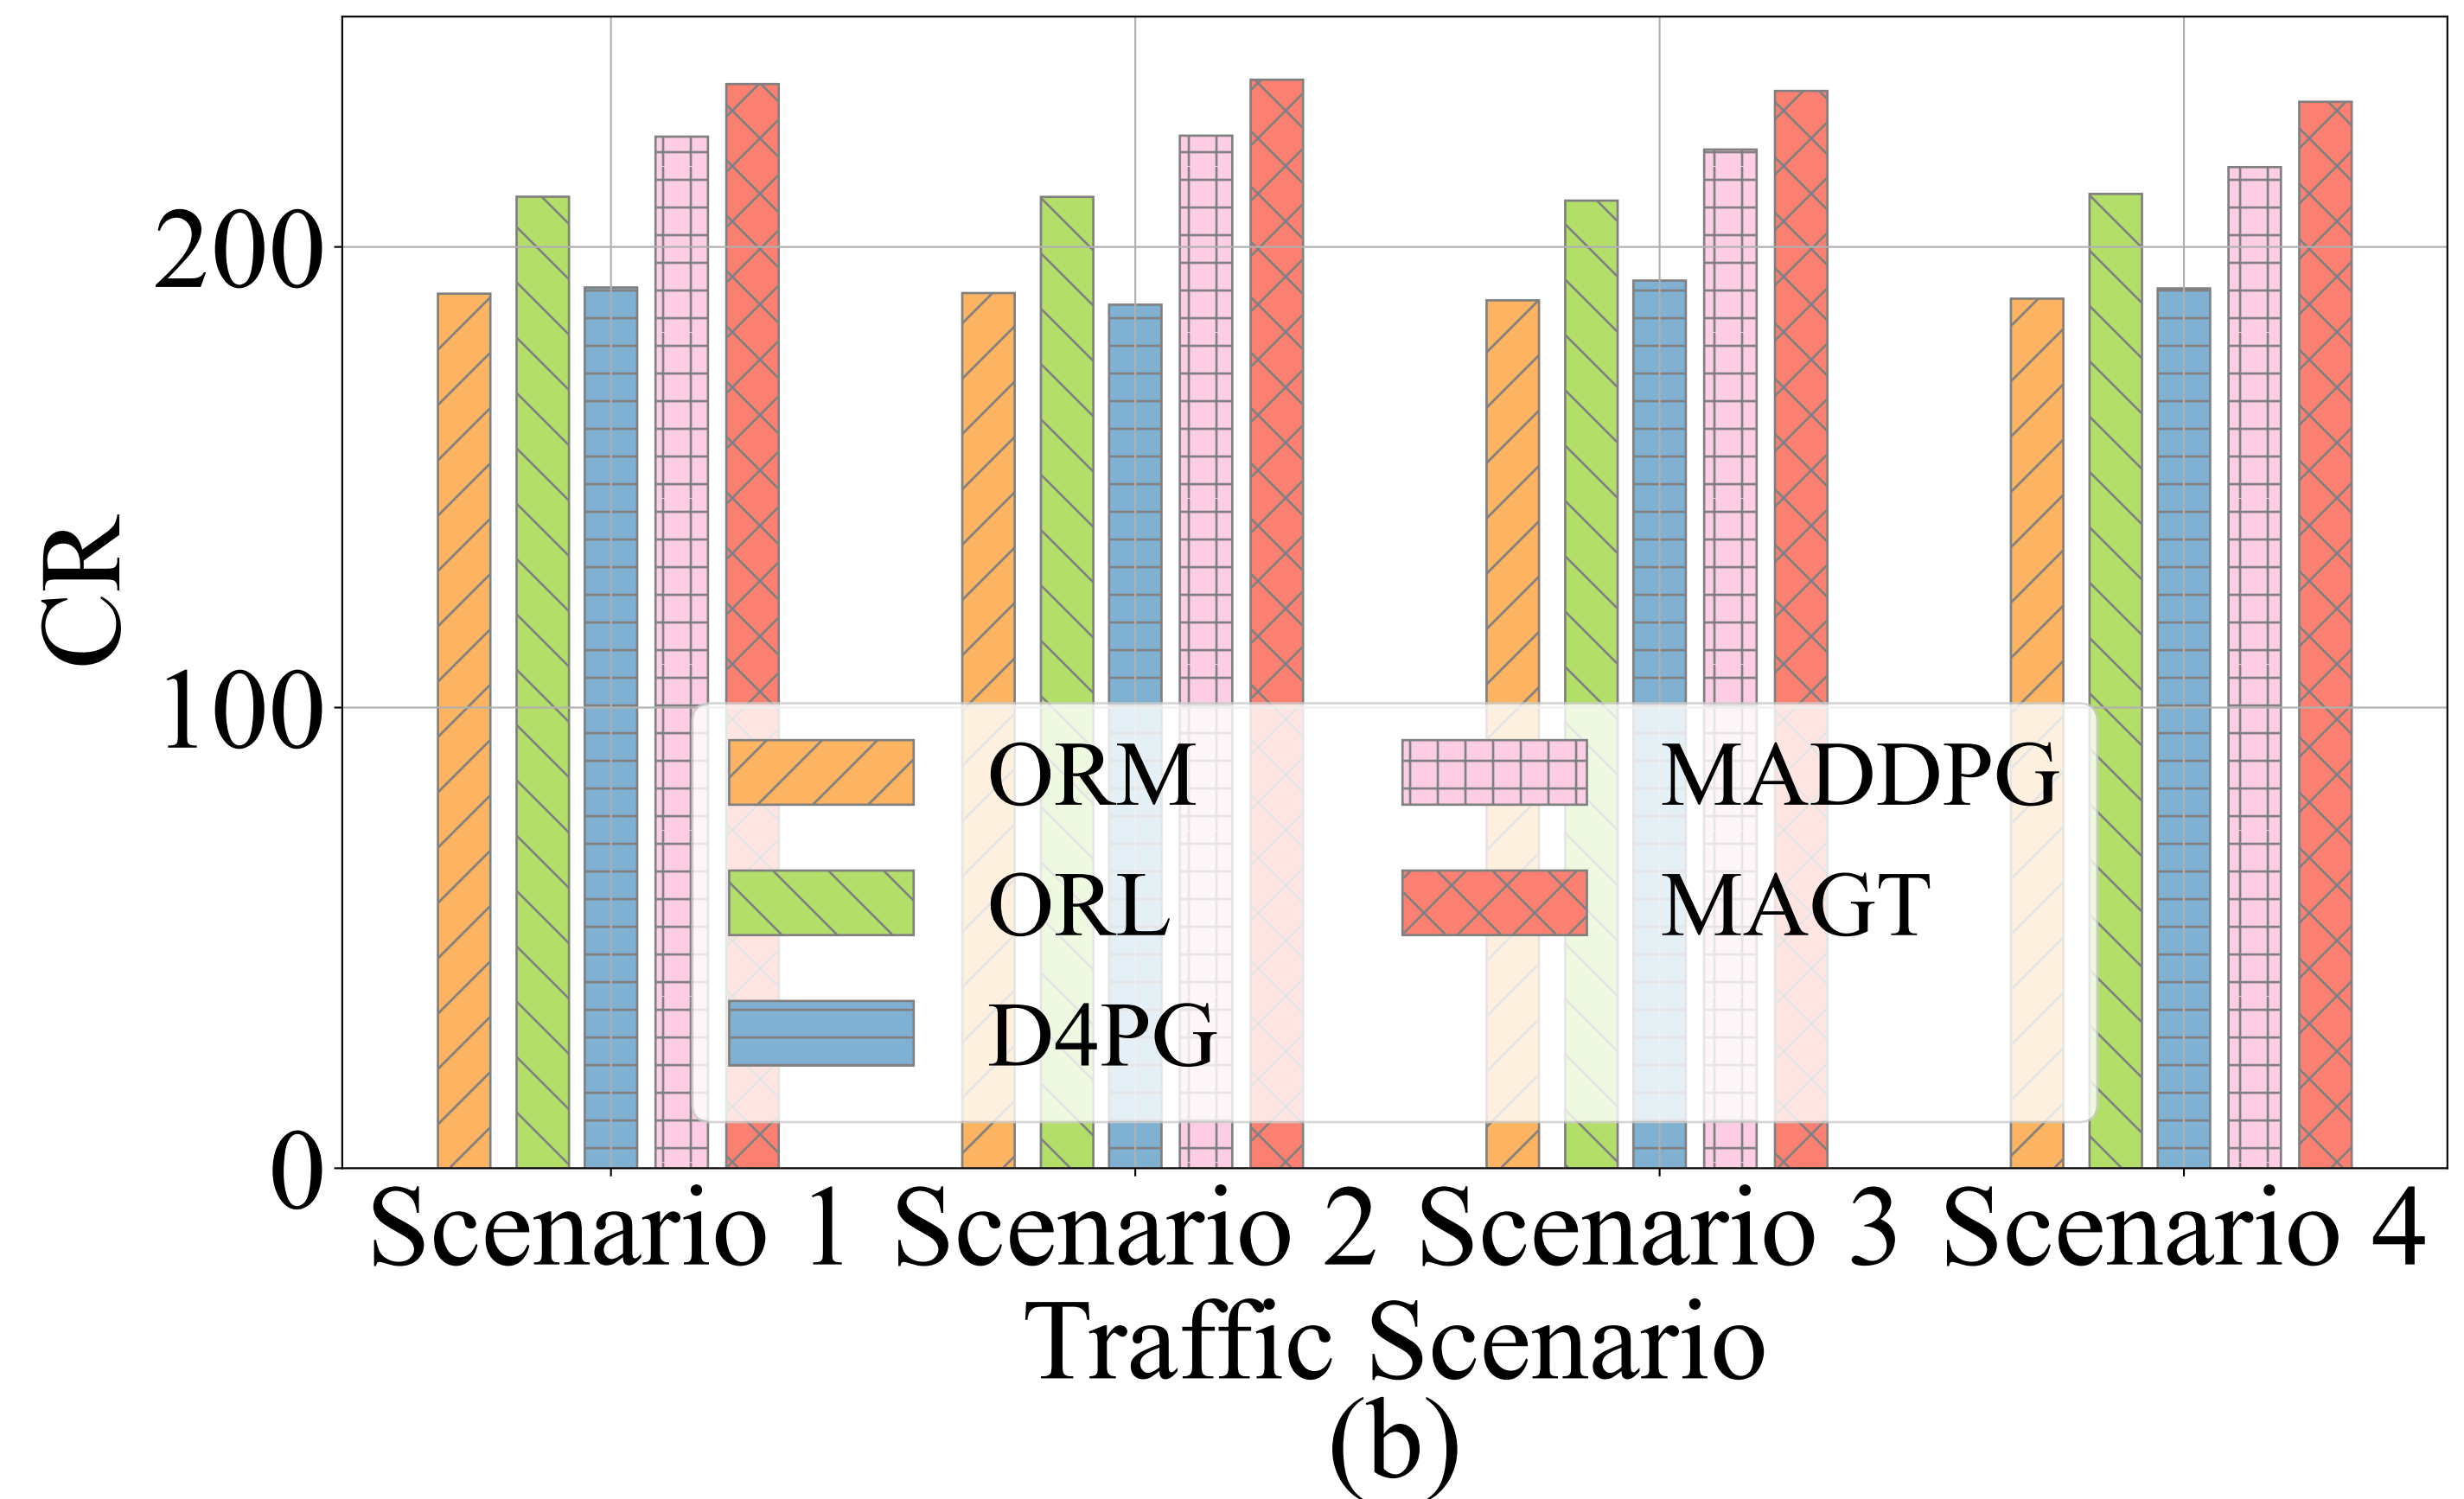 CR
200
100
0
ORM
ORL
D4PG
MADDPG
MAGT
Scenario 1 Scenario 2 Scenario 3 Scenario 4
Traffic Scenario
(b)